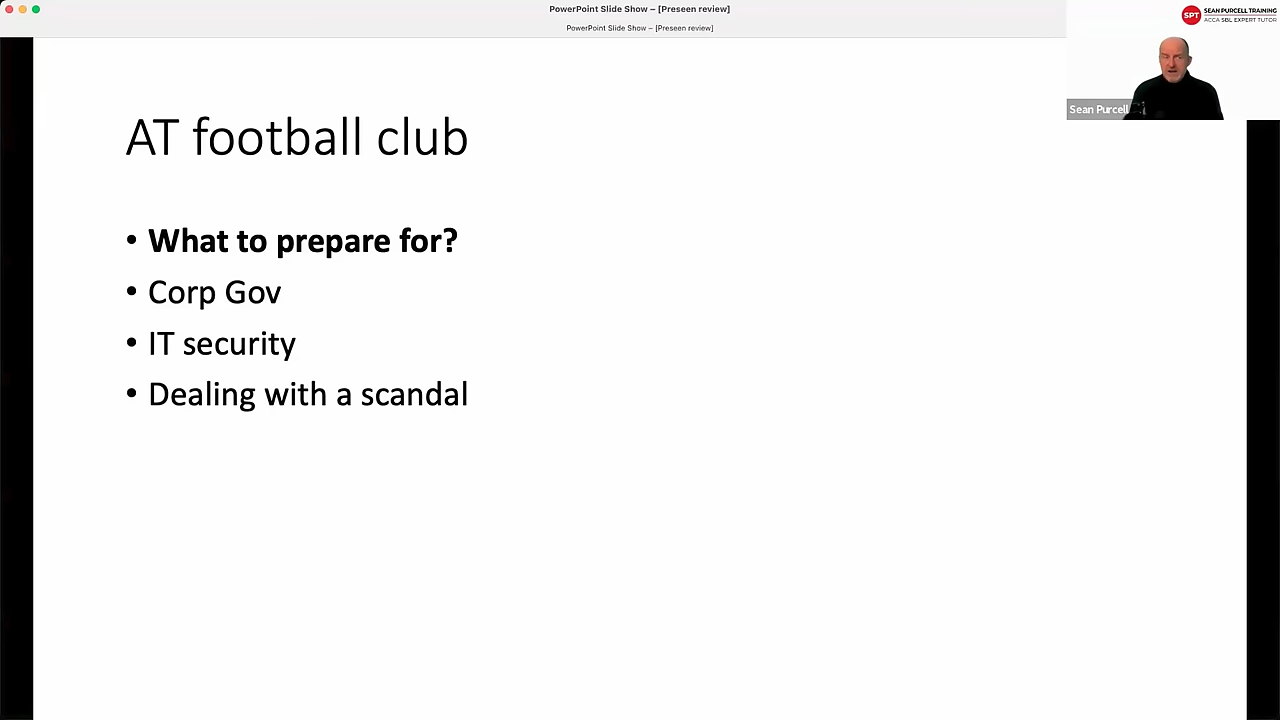 PowerPoint Slide Show – [Preseen review]
PowerPoint Slide Show – [Preseen review]
SPT
SEAN PURCELL TRAINING
ACCA SBL EXPERT TUTOR
Sean Purcell
AT football club
• What to prepare for?
• Corp Gov
• IT security
• Dealing with a scandal